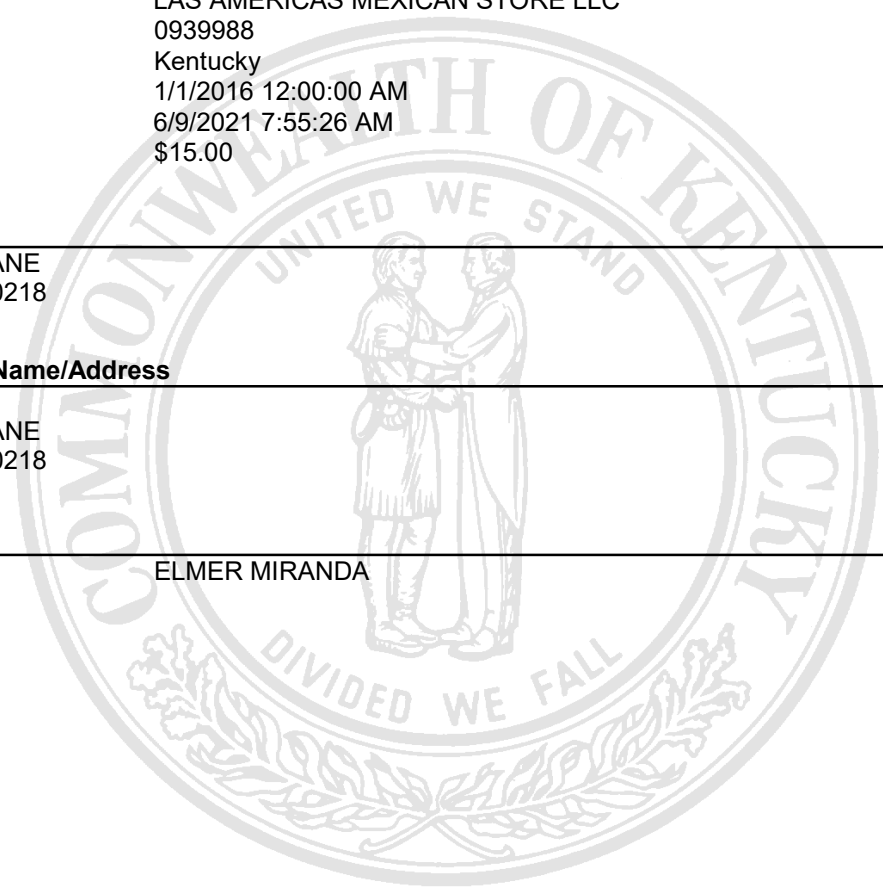 LAS AMERICAS MEXICAN STORE LLC
0939988
Kentucky
1/1/2016 12:00:00 AM
6/9/2021 7:55:26 AM
$15.00
COMMONWEALTH OF KENTUCKY
UNITED WE STAND
ANE
0218
Name/Address
ANE
0218
ELMER MIRANDA
DIVIDED WE FALL